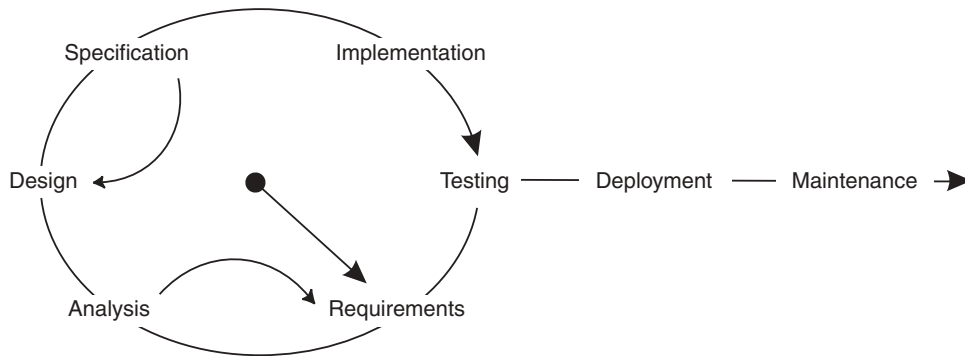 Specification
Implementation
Design
Testing
Deployment
Maintenance
Analysis
Requirements